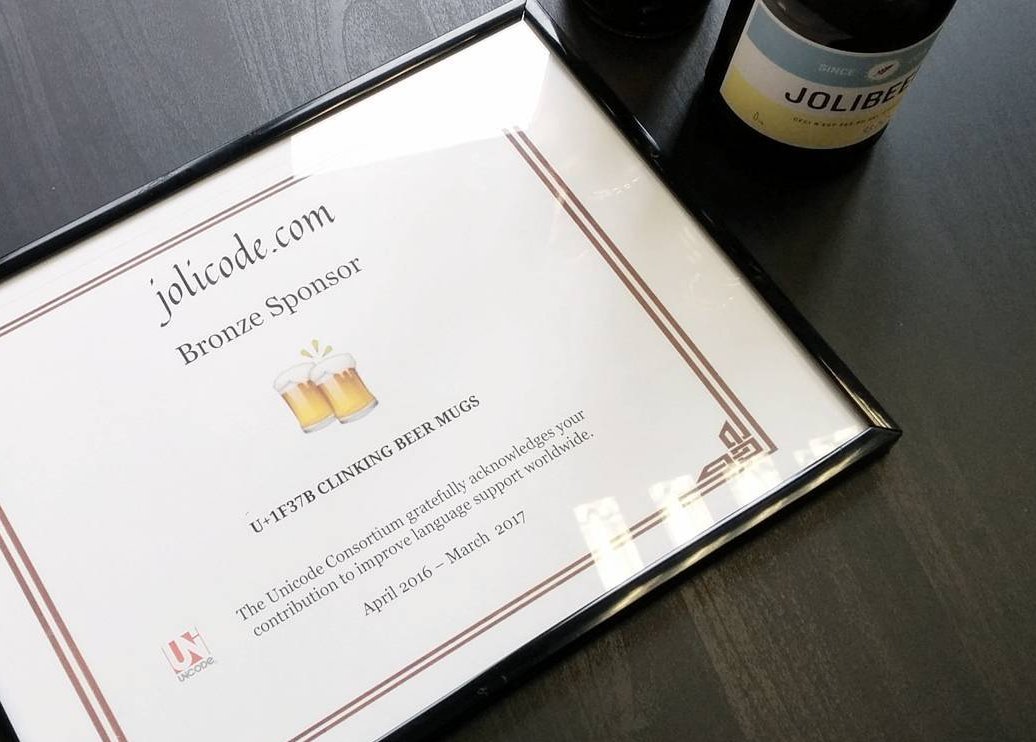 SINCE
JOLIBEE
jolicode.com
Bronze Sponsor
U+1F37B CLINKING BEER MUGS
The Unicode Consortium gratefully acknowledges your
contribution to improve language support worldwide.
April 2016 – March 2017
UNICODE